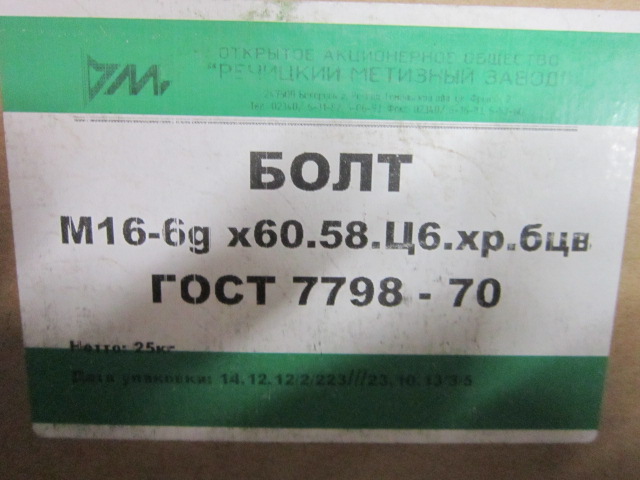 ОТКРЫТОЕ АКЦИОНЕРНОЕ ОБЩЕСТВО
"РЕЧИЦКИЙ МЕТИЗНЫЙ ЗАВОД"
БОЛТ
М16-6g х60.58.Ц6.хр.бцв
ГОСТ 7798 - 70
Нетто: 25кг
Дата упаковки: 14.12.12/2/223///23.10.13/3/5